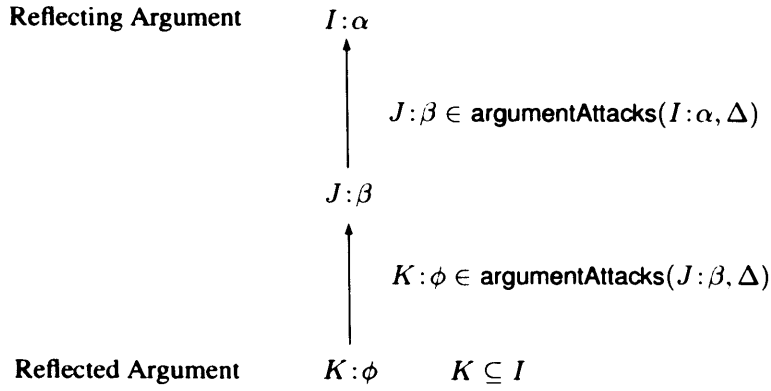 Reflecting Argument I : α
J : β ∈ argumentAttacks(I : α, Δ)
J : β
K : ϕ ∈ argumentAttacks(J : β, Δ)
Reflected Argument K : ϕ K ⊆ I